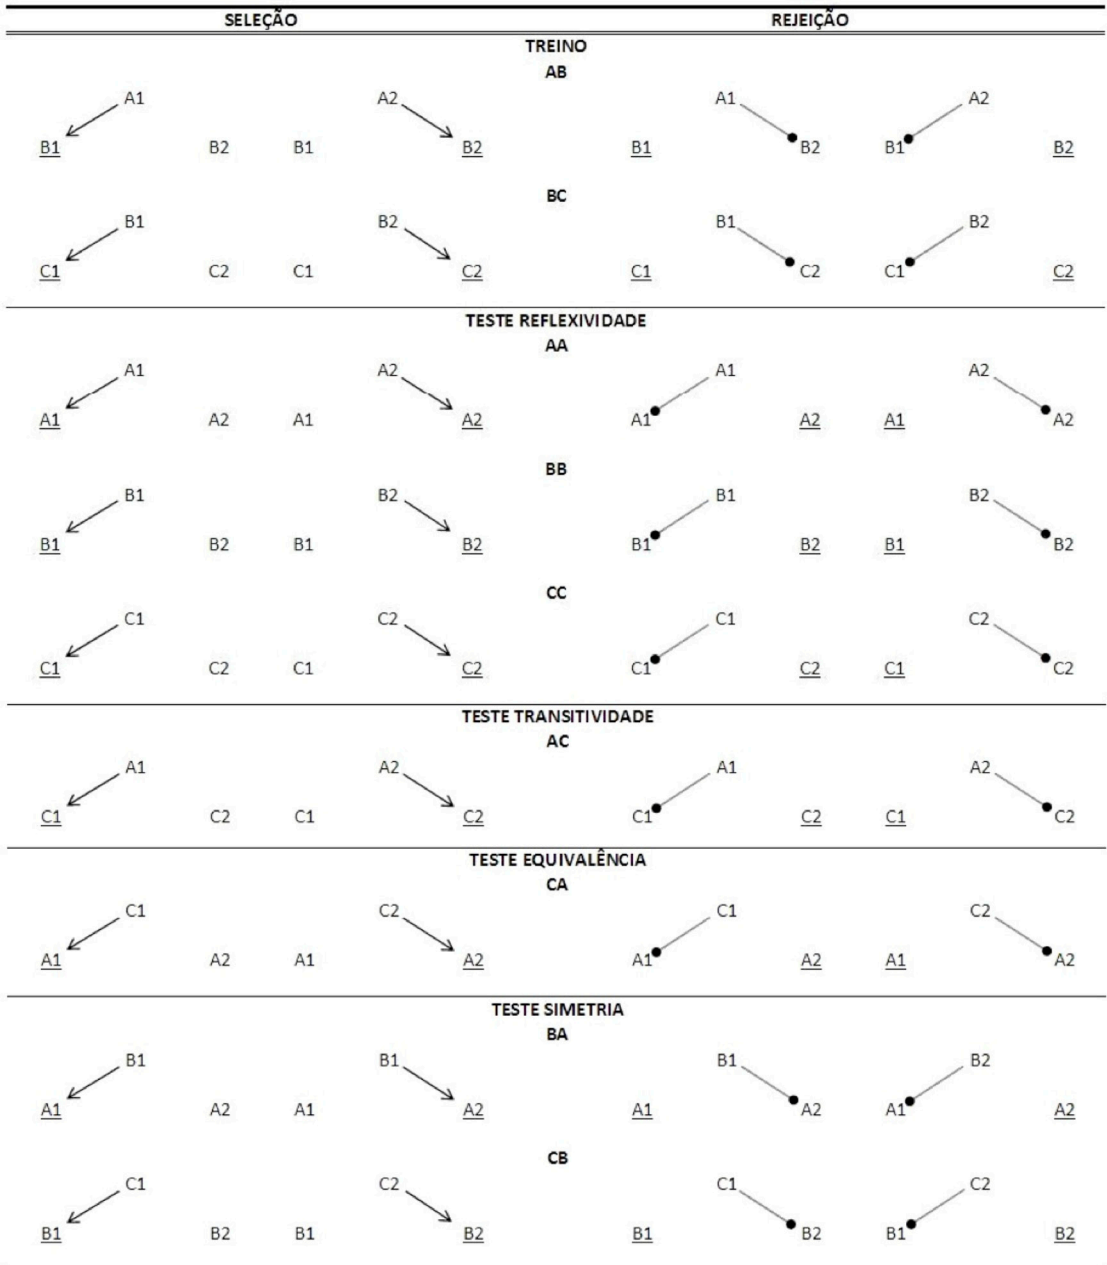 SELEÇÃO REJEIÇÃO
TREINO
AB
A1 A2 A1 A2
B1 B2 B1 B2 B1 B2 B1 B2
BC
B1 B2 B1 B2
C1 C2 C1 C2 C1 C2 C1 C2
TESTE REFLEXIVIDADE
AA
A1 A2 A1 A2
A1 A2 A1 A2 A1 A2 A1 A2
BB
B1 B2 B1 B2
B1 B2 B1 B2 B1 B2 B1 B2
CC
C1 C2 C1 C2
C1 C2 C1 C2 C1 C2 C1 C2
TESTE TRANSITIVIDADE
AC
A1 A2 A1 A2
C1 C2 C1 C2 C1 C2 C1 C2
TESTE EQUIVALÊNCIA
CA
C1 C2 C1 C2
A1 A2 A1 A2 A1 A2 A1 A2
TESTE SIMETRIA
BA
B1 B1 B1 B2
A1 A2 A1 A2 A1 A2 A1 A2
CB
C1 C2 C1 C2
B1 B2 B1 B2 B1 B2 B1 B2